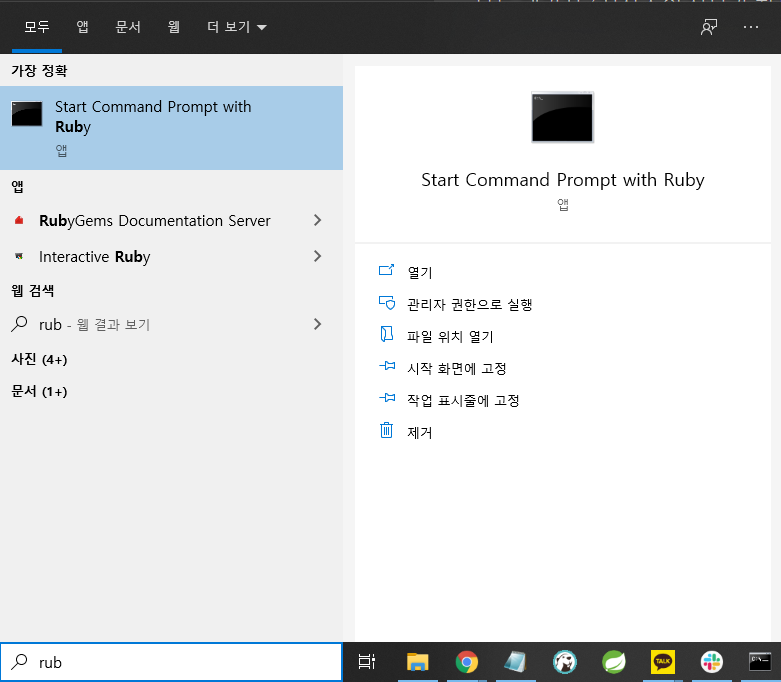 모두 앱 문서 웹 더 보기
가장 정확
Start Command Prompt with
Ruby
앱
앱
RubyGems Documentation Server
Interactive Ruby
웹 검색
rub - 웹 결과 보기
사진 (4+)
문서 (1+)
Start Command Prompt with Ruby
앱
열기
관리자 권한으로 실행
파일 위치 열기
시작 화면에 고정
작업 표시줄에 고정
제거
rub
TALK